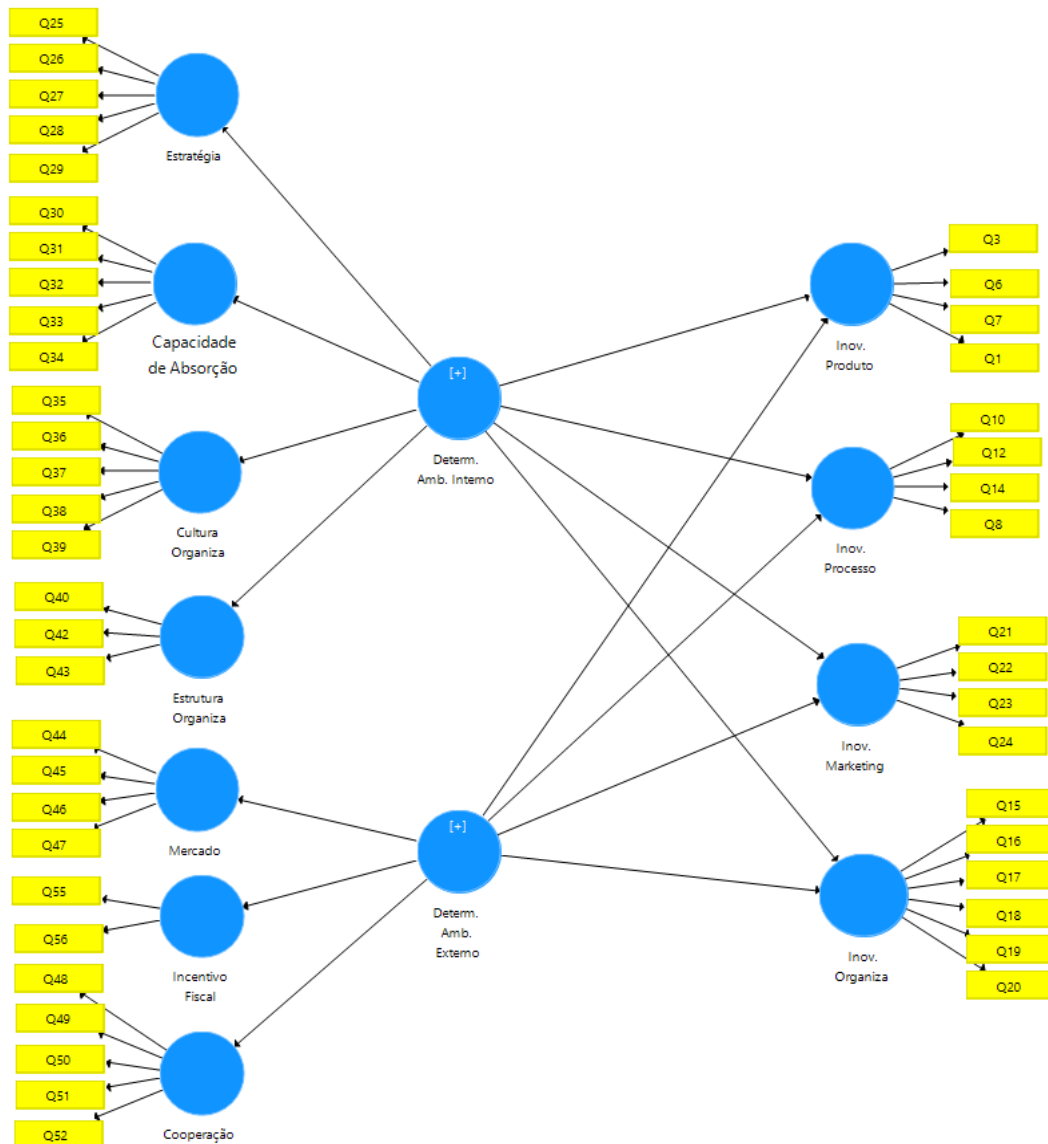 Q25
Q26
Q27
Q28
Q29
Estratégia
Q30
Q31
Q32
Q33
Q34
Capacidade
de Absorção
Q35
Q36
Q37
Q38
Q39
Cultura
Organiza
Q40
Q42
Q43
Estrutura
Organiza
Q44
Q45
Q46
Q47
Mercado
Q55
Q56
Incentivo
Fiscal
Q48
Q49
Q50
Q51
Q52
Cooperação
[+]
Determ.
Amb. Interno
[+]
Determ.
Amb.
Externo
Q3
Q6
Q7
Q1
Inov.
Produto
Q10
Q12
Q14
Q8
Inov.
Processo
Q21
Q22
Q23
Q24
Inov.
Marketing
Q15
Q16
Q17
Q18
Q19
Q20
Inov.
Organiza